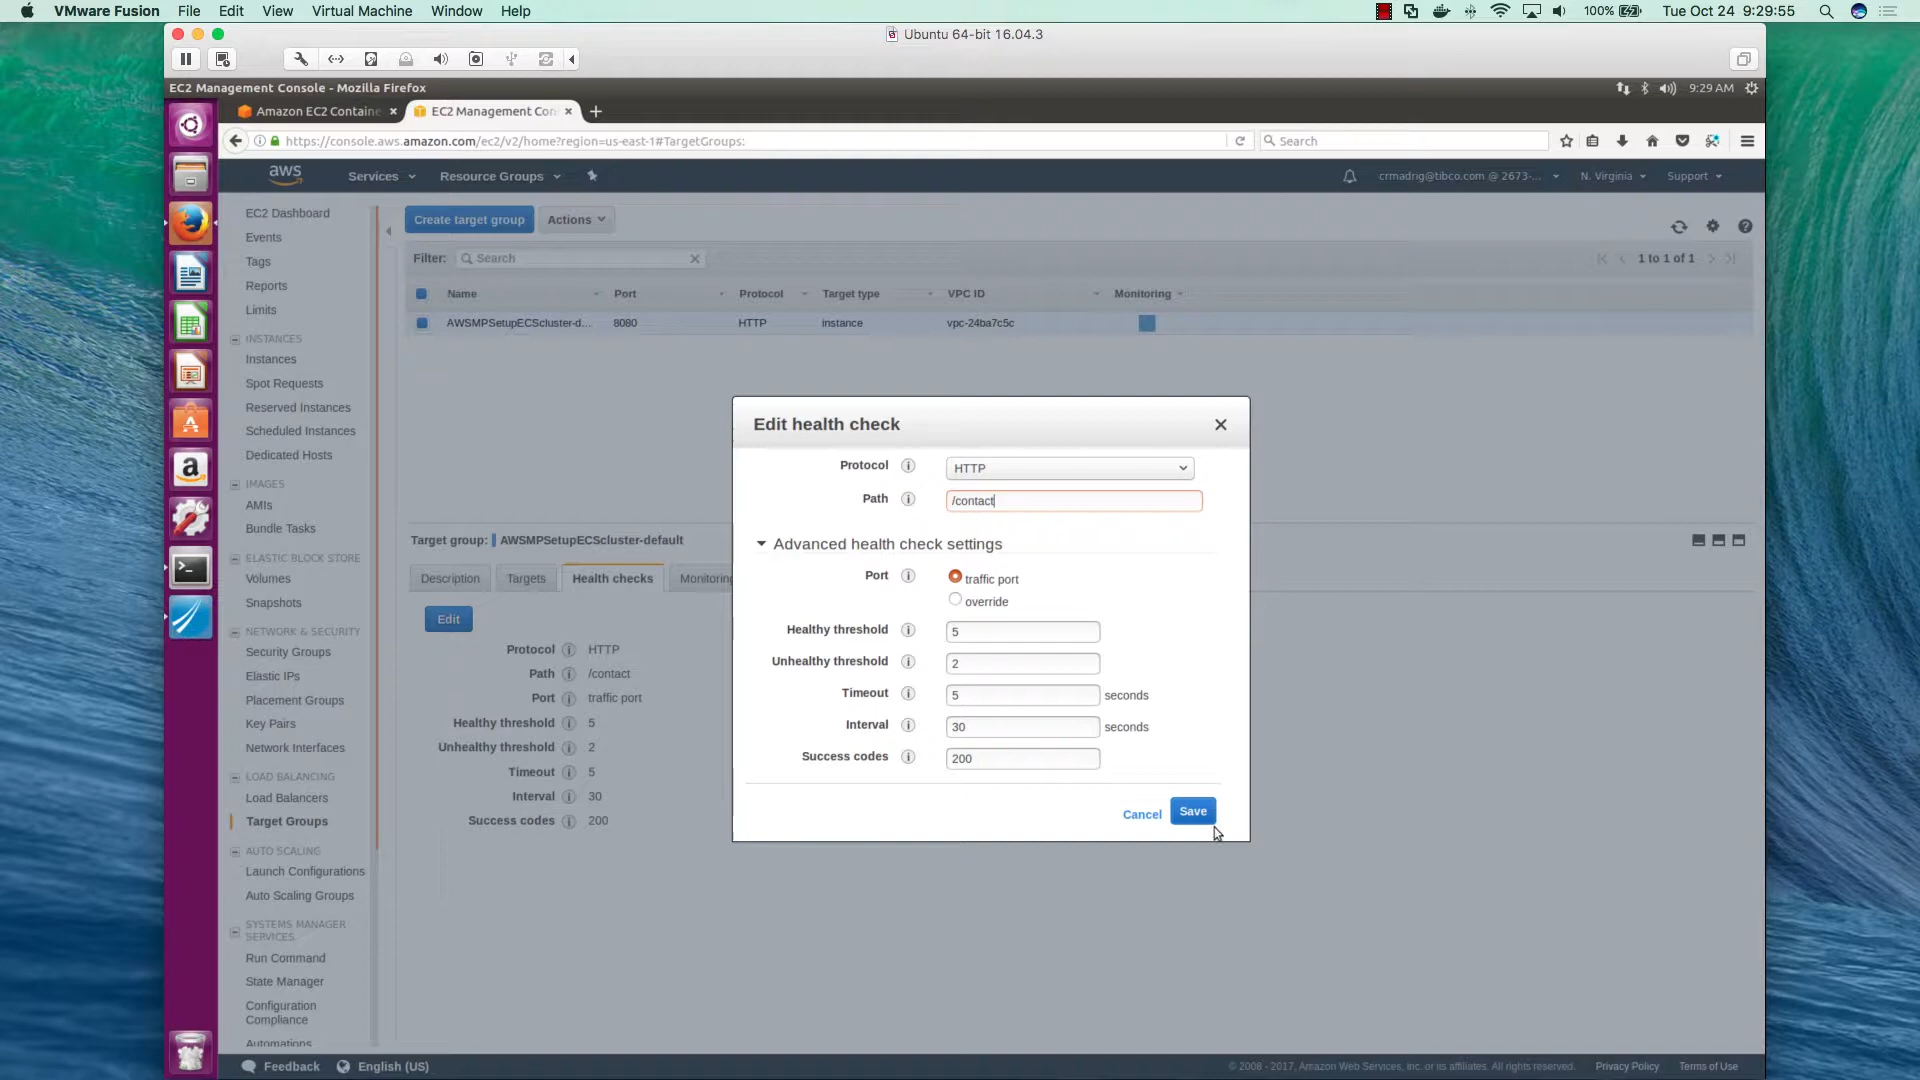 VMware Fusion File Edit View Virtual Machine Window Help 100% Tue Oct 24 9:29:55
Ubuntu 64-bit 16.04.3
EC2 Management Console - Mozilla Firefox 9:29 AM
Amazon EC2 Containe EC2 Management Con
https://console.aws.amazon.com/ec2/v2/home?region=us-east-1#TargetGroups: Search
aws Services Resource Groups crmadrig@tibco.com @ 2673-... N. Virginia Support
EC2 Dashboard
Events
Tags
Reports
Limits
INSTANCES
Instances
Spot Requests
Reserved Instances
Scheduled Instances
Dedicated Hosts
IMAGES
AMIs
Bundle Tasks
ELASTIC BLOCK STORE
Volumes
Snapshots
NETWORK & SECURITY
Security Groups
Elastic IPs
Placement Groups
Key Pairs
Network Interfaces
LOAD BALANCING
Load Balancers
Target Groups
AUTO SCALING
Launch Configurations
Auto Scaling Groups
SYSTEMS MANAGER
SERVICES
Run Command
State Manager
Configuration
Compliance
Automations
Create target group Actions
Filter: Search 1 to 1 of 1
Name Port Protocol Target type VPC ID Monitoring
AWSMPSetupECScluster-d... 8080 HTTP instance vpc-24ba7c5c
Target group: AWSMPSetupECScluster-default
Description Targets Health checks Monitoring
Edit
Protocol HTTP
Path /contact
Port traffic port
Healthy threshold 5
Unhealthy threshold 2
Timeout 5
Interval 30
Success codes 200
Edit health check
Protocol HTTP
Path /contact
Advanced health check settings
Port traffic port
override
Healthy threshold 5
Unhealthy threshold 2
Timeout 5 seconds
Interval 30 seconds
Success codes 200
Cancel Save
Feedback English (US) © 2008 - 2017, Amazon Web Services, Inc. or its affiliates. All rights reserved. Privacy Policy Terms of Use